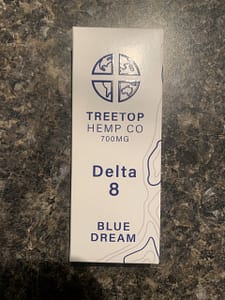 TREETOP
HEMP CO
700MG
Delta
8
BLUE
DREAM